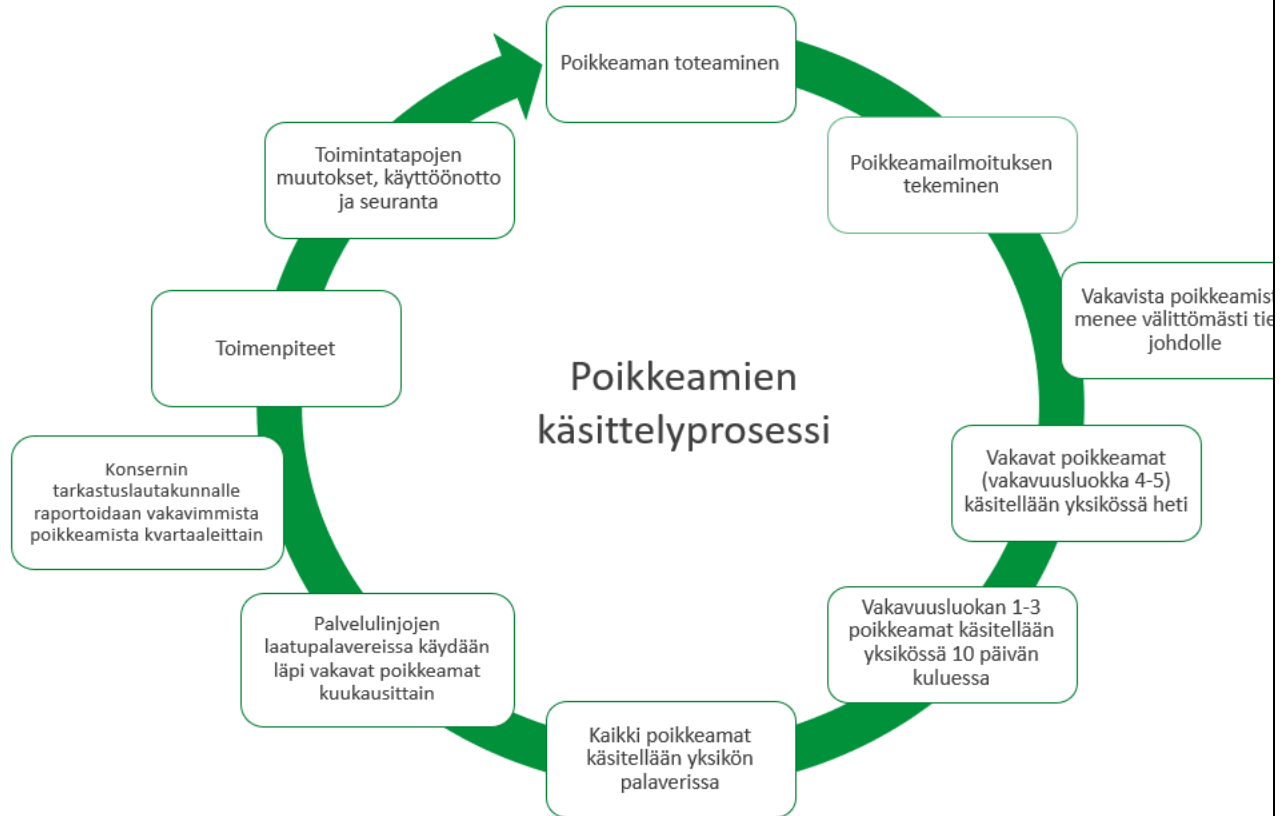 Poikkeaman toteaminen
Poikkeamailmoituksen
tekeminen
Vakavista
menee välittömästi
johdolle
Vakavat poikkeamat
(vakavuusluokka 4-5)
käsitellään yksikössä heti
Vakavuusluokan 1-3
poikkeamat käsitellään
yksikössä 10 päivän
kuluessa
Kaikki poikkeamat
käsitellään yksikön
palaverissa
Palvelulinjojen
laatupalavereissa käydään
läpi vakavat poikkeamat
kuukausittain
Konsernin
tarkastuslautakunnalle
raportoidaan vakavimmista
poikkeamista kvartaaleittain
Toimenpiteet
Toimintatapojen
muutokset, käyttöönotto
ja seuranta
Poikkeamien
käsittelyprosessi